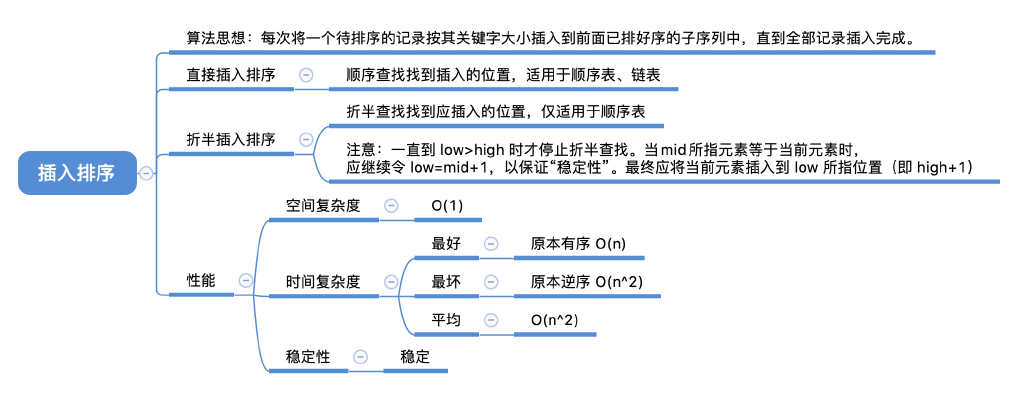 插入排序
算法思想：每次将一个待排序的记录按其关键字大小插入到前面已排好序的子序列中，直到全部记录插入完成。
直接插入排序
顺序查找找到插入的位置，适用于顺序表、链表
折半插入排序
折半查找找到应插入的位置，仅适用于顺序表
注意：一直到 low>high 时才停止折半查找。当mid所指元素等于当前元素时，
应继续令 low=mid+1，以保证“稳定性”。最终应将当前元素插入到 low 所指位置（即 high+1）
性能
空间复杂度
O(1)
时间复杂度
最好
原本有序 O(n)
最坏
原本逆序 O(n^2)
平均
O(n^2)
稳定性
稳定